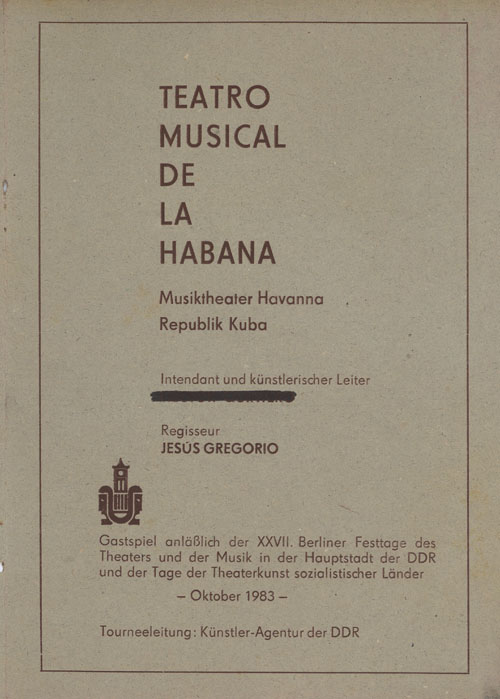 TEATRO
MUSICAL
DE
LA
HABANA
Musiktheater Havanna
Republik Kuba
Intendant und künstlerischer Leiter
Regisseur
JESÚS GREGORIO
Gastspiel anläßlich der XXVII. Berliner Festtage des
Theaters und der Musik in der Hauptstadt der DDR
und der Tage der Theaterkunst sozialistischer Länder
– Oktober 1983 –
Tourneeleitung: Künstler-Agentur der DDR